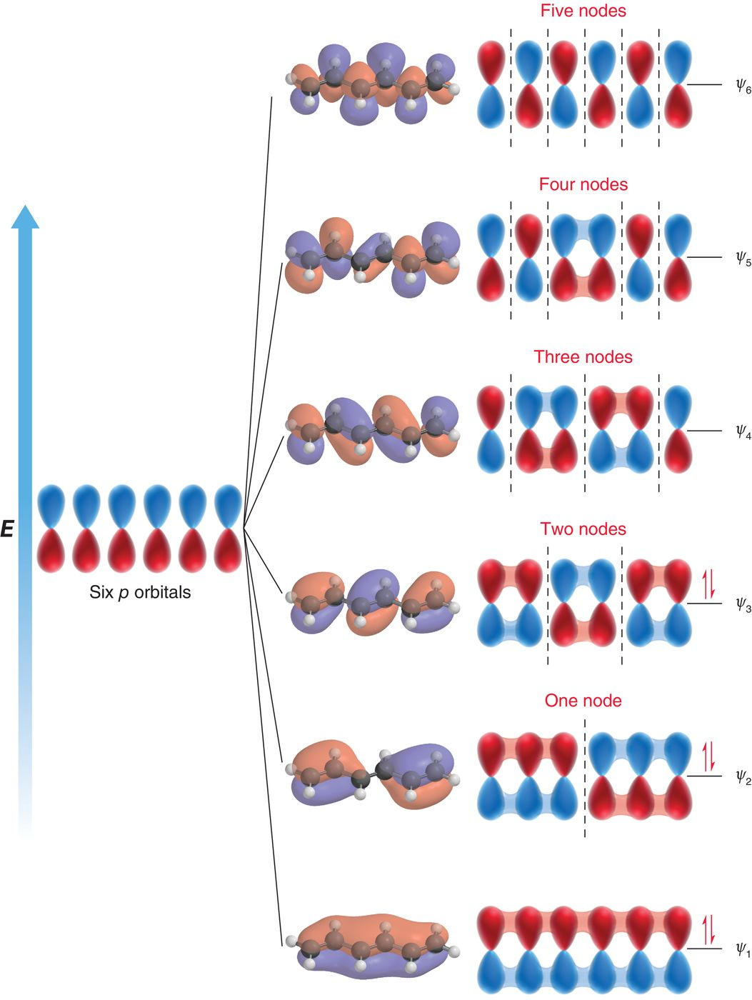 Five nodes
ψ6
Four nodes
ψ5
Three nodes
ψ4
E
Six p orbitals
Two nodes
ψ3
One node
ψ2
ψ1